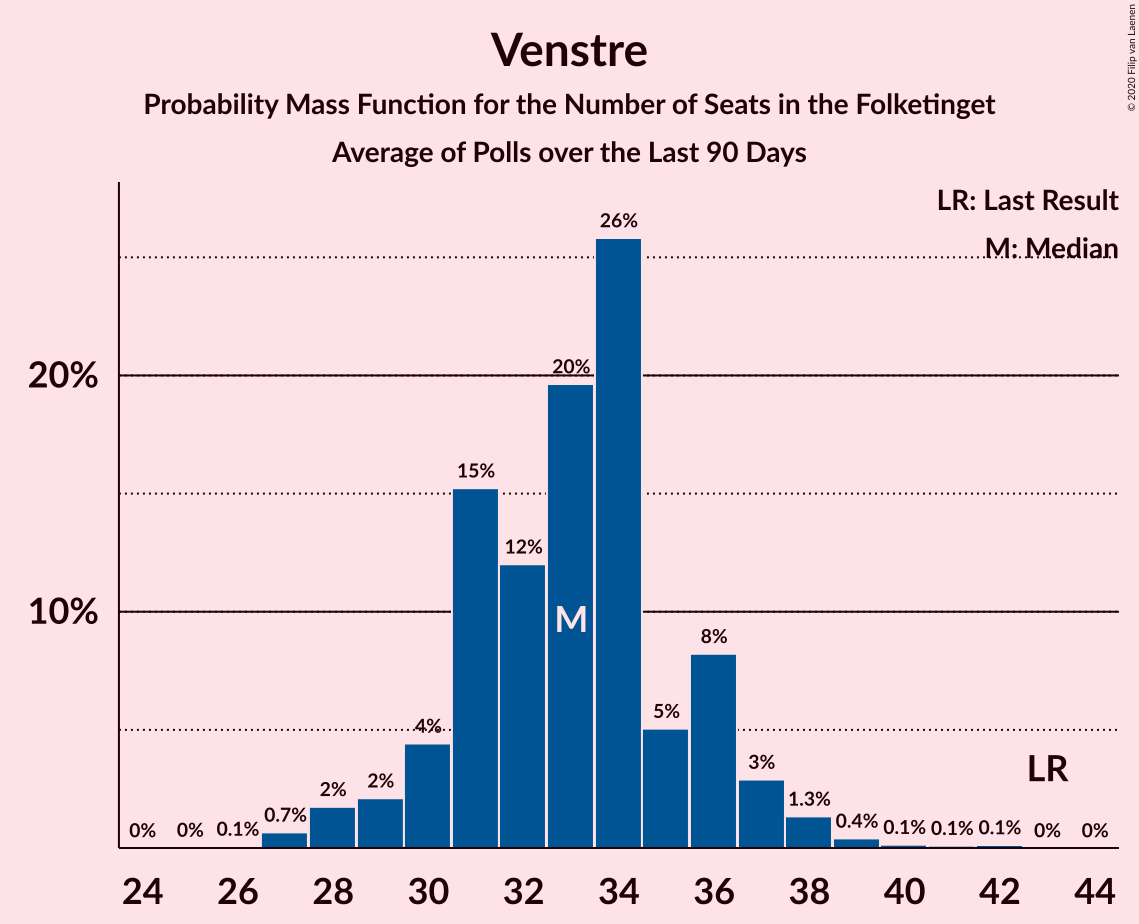 Venstre
Probability Mass Function for the Number of Seats in the Folketinget
Average of Polls over the Last 90 Days
© 2020 Filip van Laenen
LR: Last Result
M: Median
20%
10%
0%
0%
0.1%
0.7%
2%
2%
4%
15%
12%
20%
26%
5%
8%
3%
1.3%
0.4%
0.1%
0.1%
0.1%
0%
0%
M
LR
24 26 28 30 32 34 36 38 40 42 44